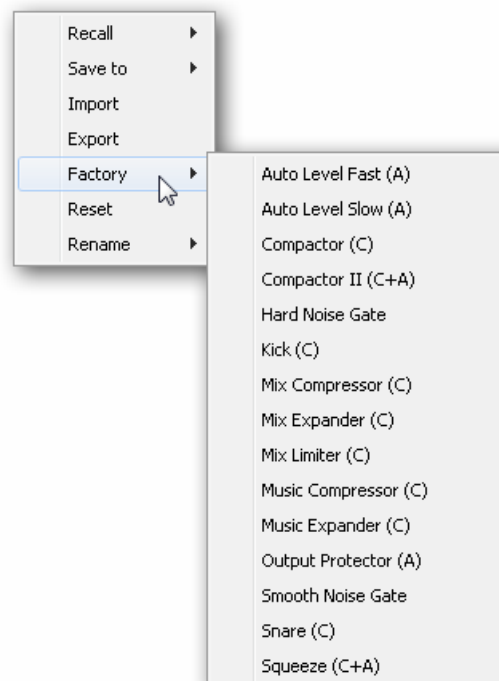 Recall
Save to
Import
Export
Factory
Reset
Rename
Auto Level Fast (A)
Auto Level Slow (A)
Compactor (C)
Compactor II (C+A)
Hard Noise Gate
Kick (C)
Mix Compressor (C)
Mix Expander (C)
Mix Limiter (C)
Music Compressor (C)
Music Expander (C)
Output Protector (A)
Smooth Noise Gate
Snare (C)
Squeeze (C+A)